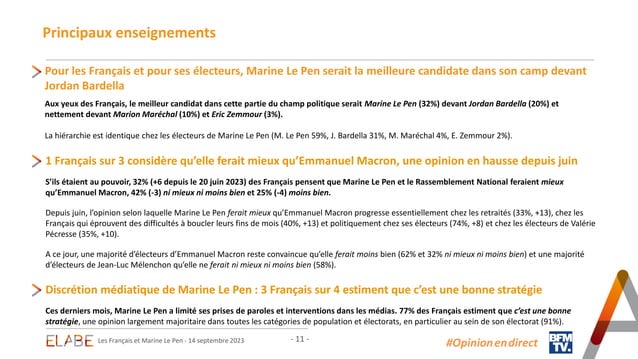 Principaux enseignements
Pour les Français et pour ses électeurs, Marine Le Pen serait la meilleure candidate dans son camp devant
Jordan Bardella
Aux yeux des Français, le meilleur candidat dans cette partie du champ politique serait Marine Le Pen (32%) devant Jordan Bardella (20%) et
nettement devant Marion Maréchal (10%) et Eric Zemmour (3%).
La hiérarchie est identique chez les électeurs de Marine Le Pen (M. Le Pen 59%, J. Bardella 31%, M. Maréchal 4%, E. Zemmour 2%).
1 Français sur 3 considère qu’elle ferait mieux qu’Emmanuel Macron, une opinion en hausse depuis juin
S’ils étaient au pouvoir, 32% (+6 depuis le 20 juin 2023) des Français pensent que Marine Le Pen et le Rassemblement National feraient mieux
qu’Emmanuel Macron, 42% (-3) ni mieux ni moins bien et 25% (-4) moins bien.
Depuis juin, l’opinion selon laquelle Marine Le Pen ferait mieux qu’Emmanuel Macron progresse essentiellement chez les retraités (33%, +13), chez les
Français qui éprouvent des difficultés à boucler leurs fins de mois (40%, +13) et politiquement chez ses électeurs (74%, +8) et chez les électeurs de Valérie
Pécresse (35%, +10).
A ce jour, une majorité d’électeurs d’Emmanuel Macron reste convaincue qu’elle ferait moins bien (62% et 32% ni mieux ni moins bien) et une majorité
d’électeurs de Jean-Luc Mélenchon qu’elle ne ferait ni mieux ni moins bien (58%).
Discrétion médiatique de Marine Le Pen : 3 Français sur 4 estiment que c’est une bonne stratégie
Ces derniers mois, Marine Le Pen a limité ses prises de paroles et interventions dans les médias. 77% des Français estiment que c’est une bonne
stratégie, une opinion largement majoritaire dans toutes les catégories de population et électorats, en particulier au sein de son électorat (91%).
ELABE Les Français et Marine Le Pen - 14 septembre 2023 - 11 - #Opinionendirect BFM
TV.